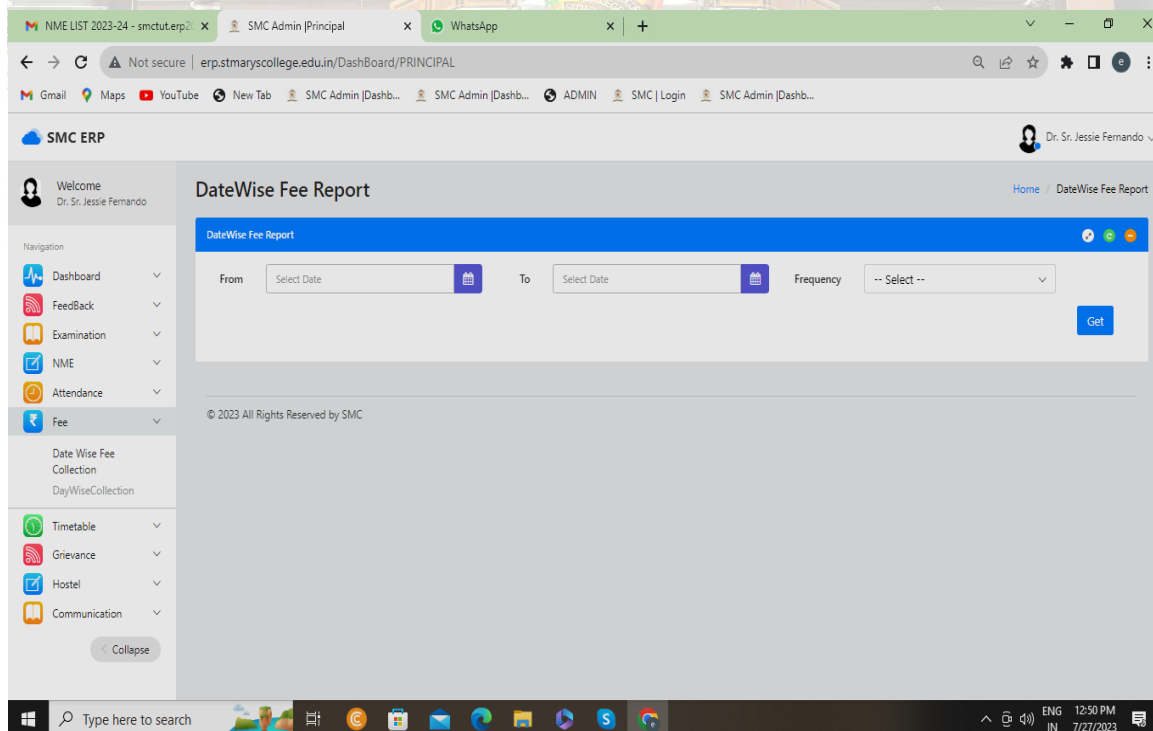 NME LIST 2023-24 - smctut.erp20
SMC Admin |Principal
WhatsApp
Not secure | erp.stmaryscollege.edu.in/DashBoard/PRINCIPAL
e
Gmail Maps YouTube New Tab SMC Admin |Dashb... SMC Admin |Dashb... ADMIN SMC | Login SMC Admin |Dashb...
SMC ERP
Dr. Sr. Jessie Fernando
Welcome
Dr. Sr. Jessie Fernando
DateWise Fee Report
Home / DateWise Fee Report
Navigation
Dashboard
FeedBack
Examination
NME
Attendance
₹ Fee
Date Wise Fee
Collection
DayWiseCollection
Timetable
Grievance
Hostel
Communication
< Collapse
DateWise Fee Report
From Select Date To Select Date Frequency -- Select --
Get
© 2023 All Rights Reserved by SMC
Type here to search
ENG
IN
12:50 PM
7/27/2023